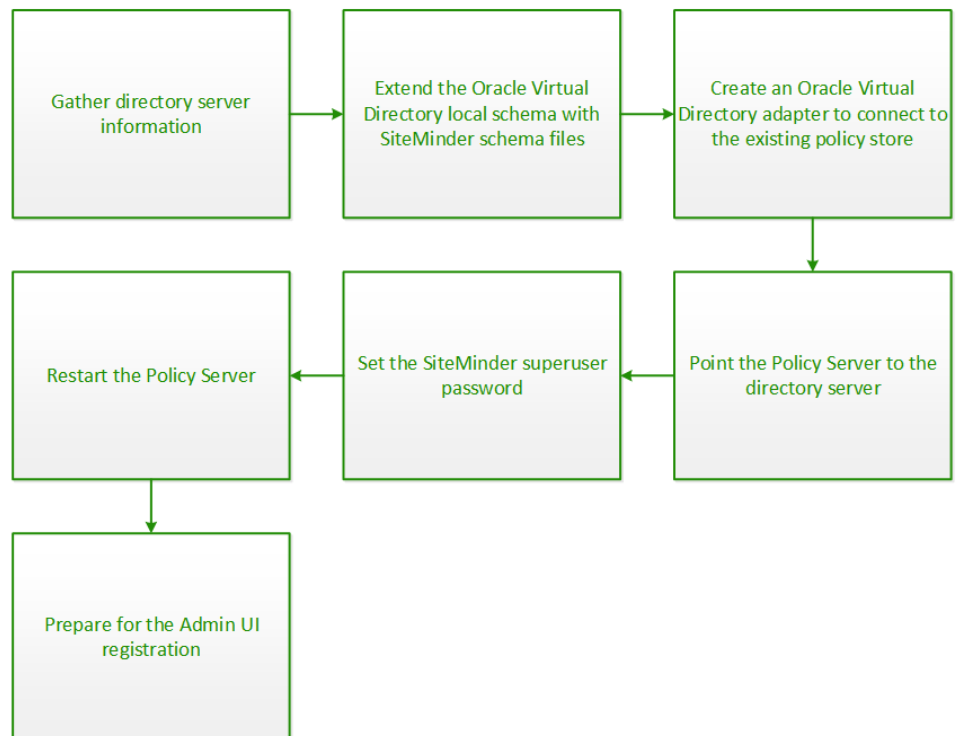 Gather directory server
information
Extend the Oracle Virtual
Directory local schema with
SiteMinder schema files
Create an Oracle Virtual
Directory adapter to connect to
the existing policy store
Point the Policy Server to the
directory server
Set the SiteMinder superuser
password
Restart the Policy Server
Prepare for the Admin UI
registration